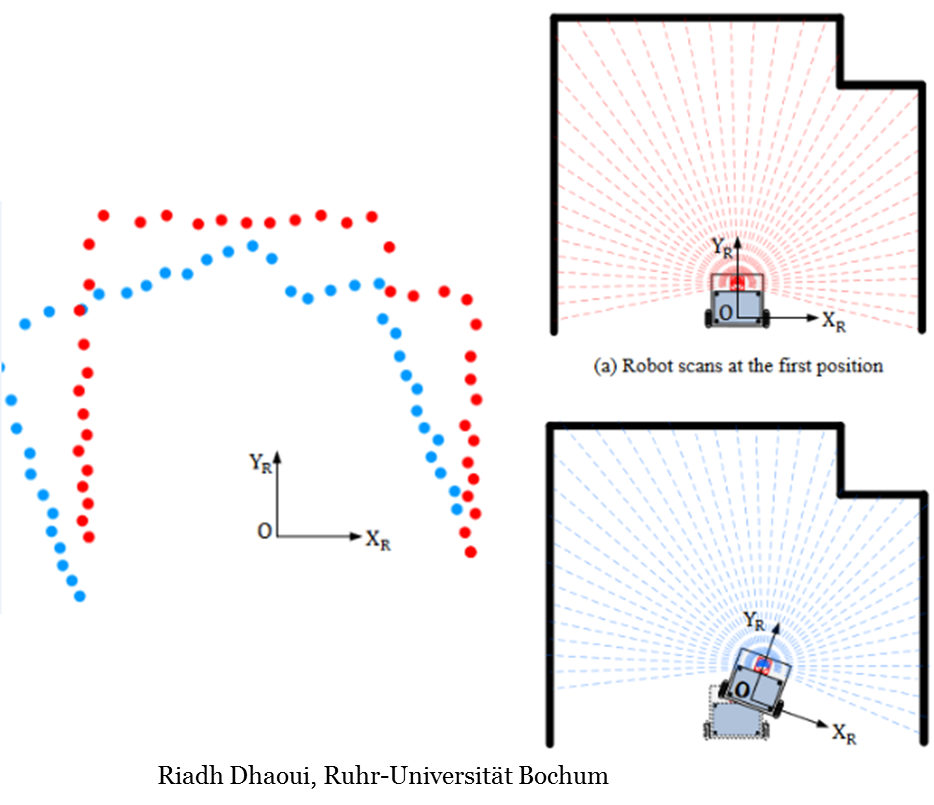 Y_R
O
X_R
(a) Robot scans at the first position
Y_R
O
X_R
Y_R
O
X_R
Riadh Dhaoui, Ruhr-Universität Bochum